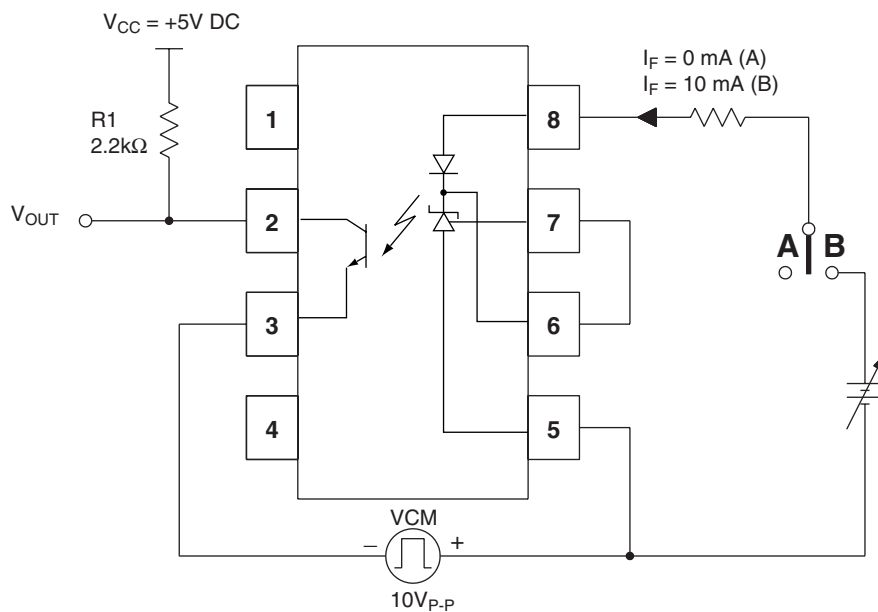 V_CC = +5V DC
R1
2.2kΩ
V_OUT
1
2
3
4
8
7
6
5
I_F = 0 mA (A)
I_F = 10 mA (B)
A B
VCM
– +
10V_P-P